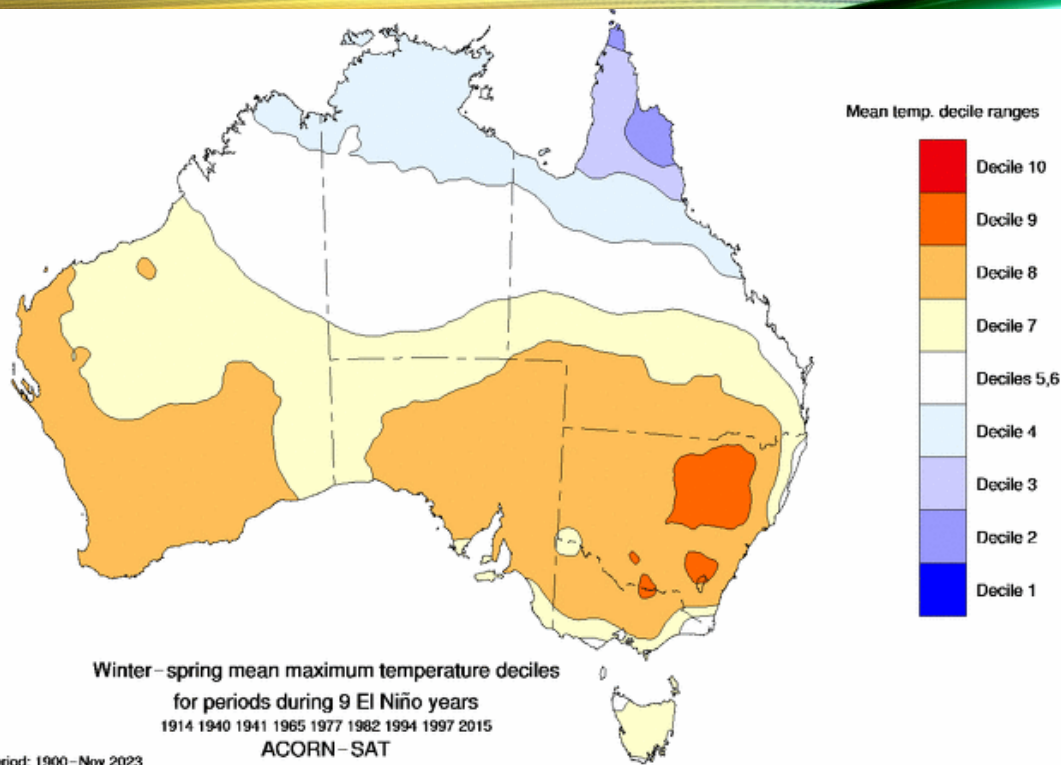 Mean temp. decile ranges
Decile 10
Decile 9
Decile 8
Decile 7
Deciles 5,6
Decile 4
Decile 3
Decile 2
Decile 1
Winter-spring mean maximum temperature deciles
for periods during 9 El Niño years
1914 1940 1941 1965 1977 1982 1994 1997 2015
ACORN-SAT
riod: 1900-Nov 2023